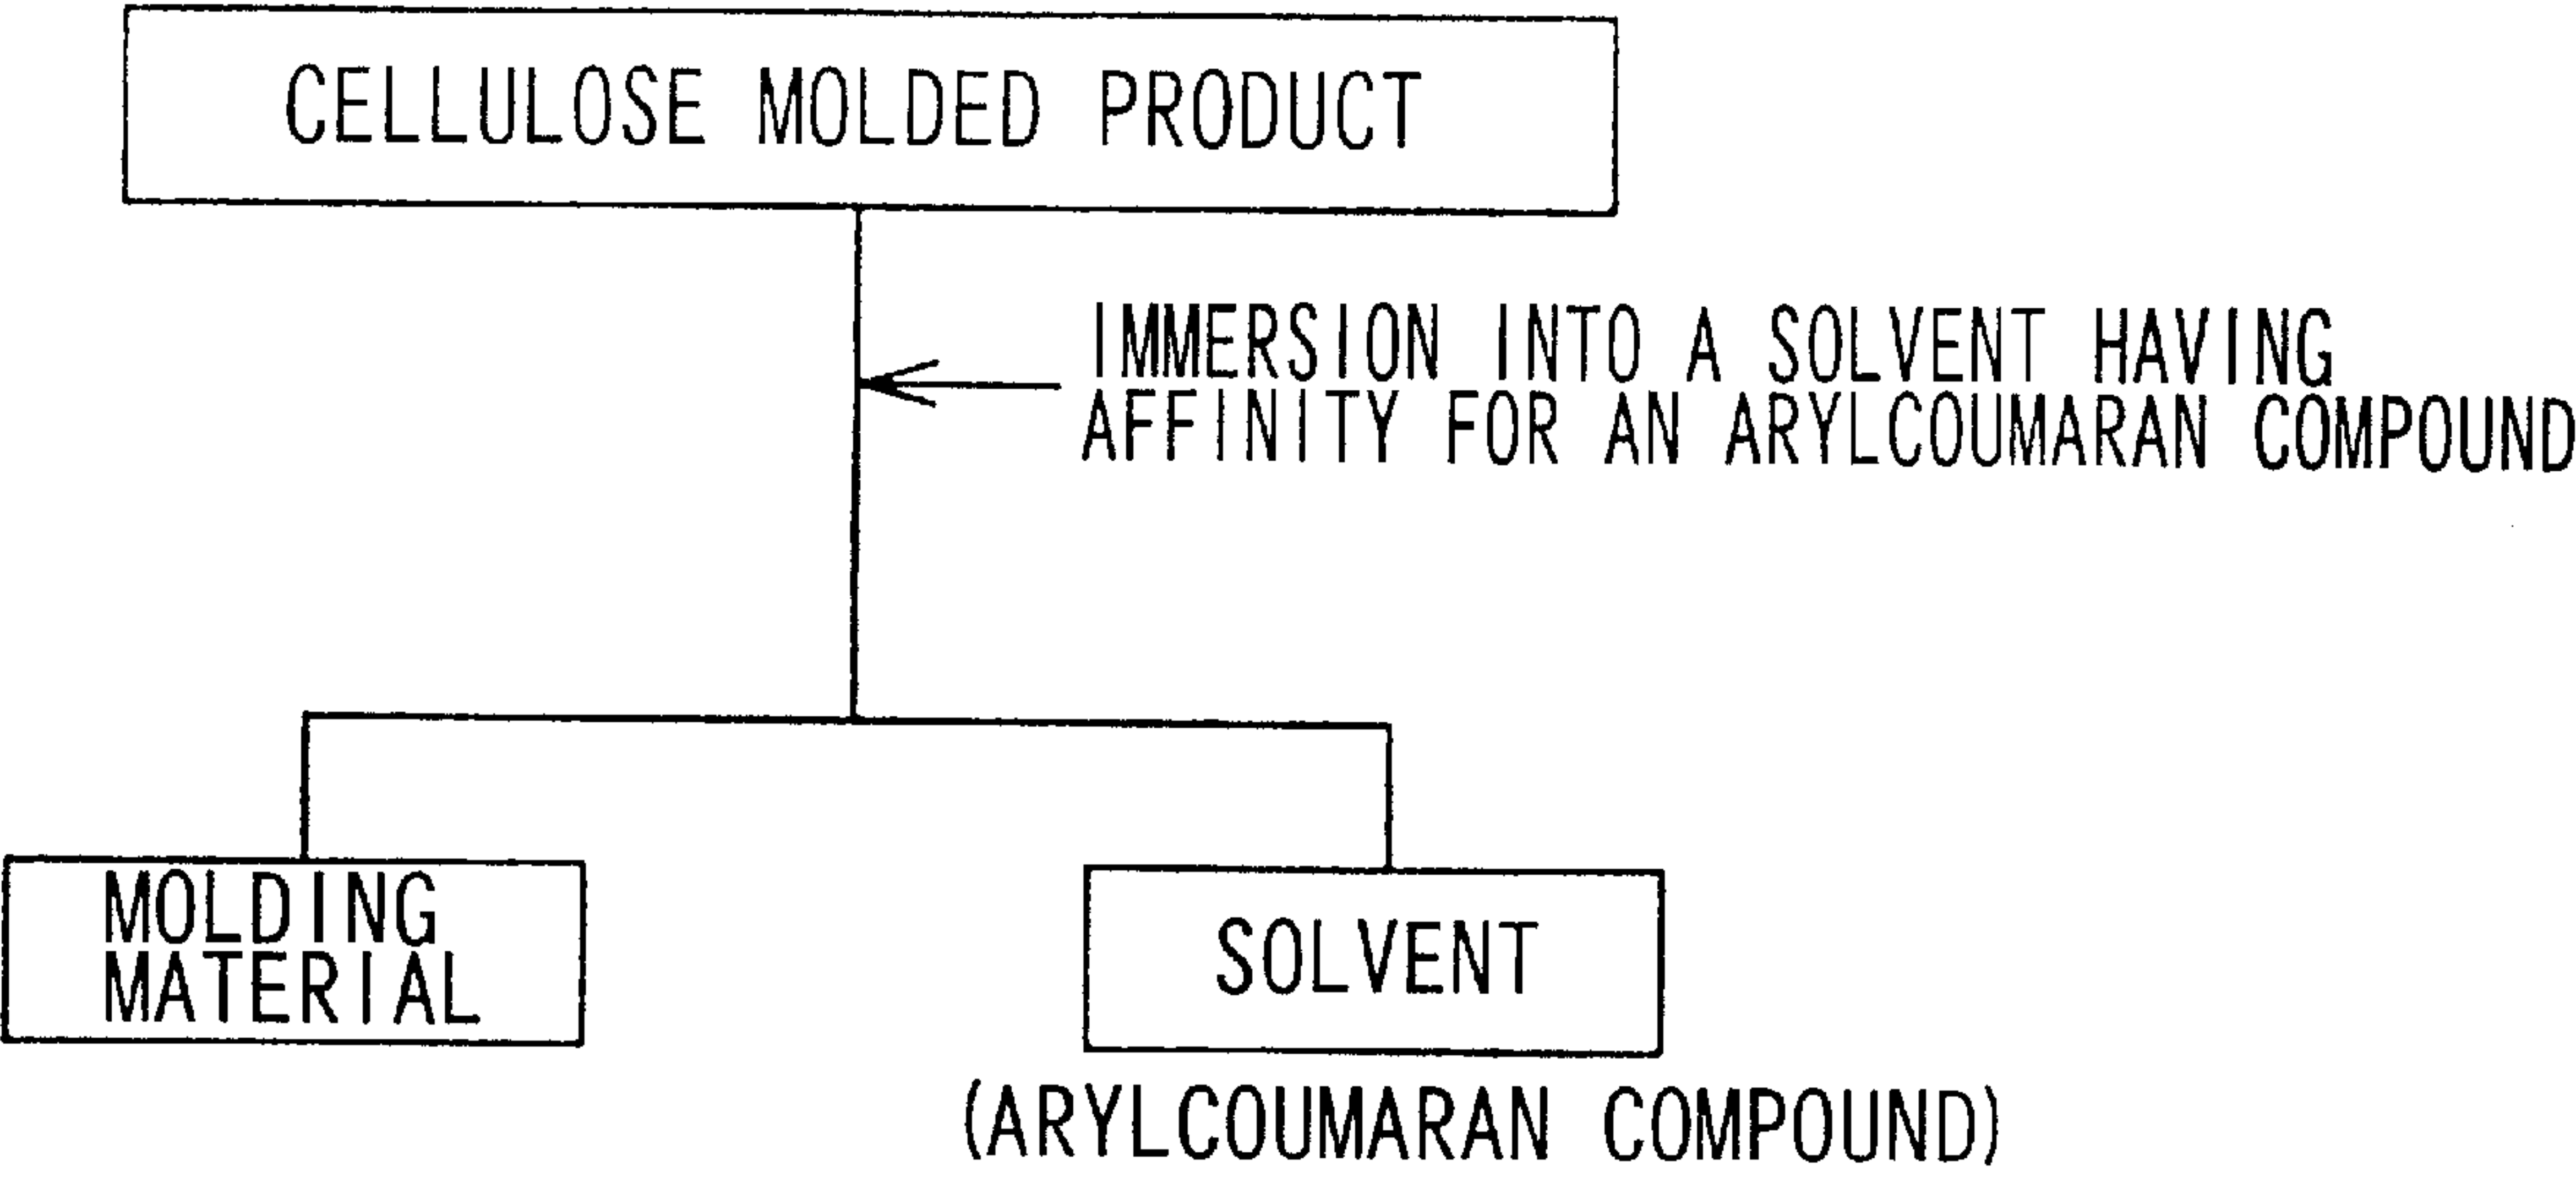 CELLULOSE MOLDED PRODUCT
IMMERSION INTO A SOLVENT HAVING
AFFINITY FOR AN ARYLCOUMARAN COMPOUND
MOLDING
MATERIAL
SOLVENT
(ARYLCOUMARAN COMPOUND)